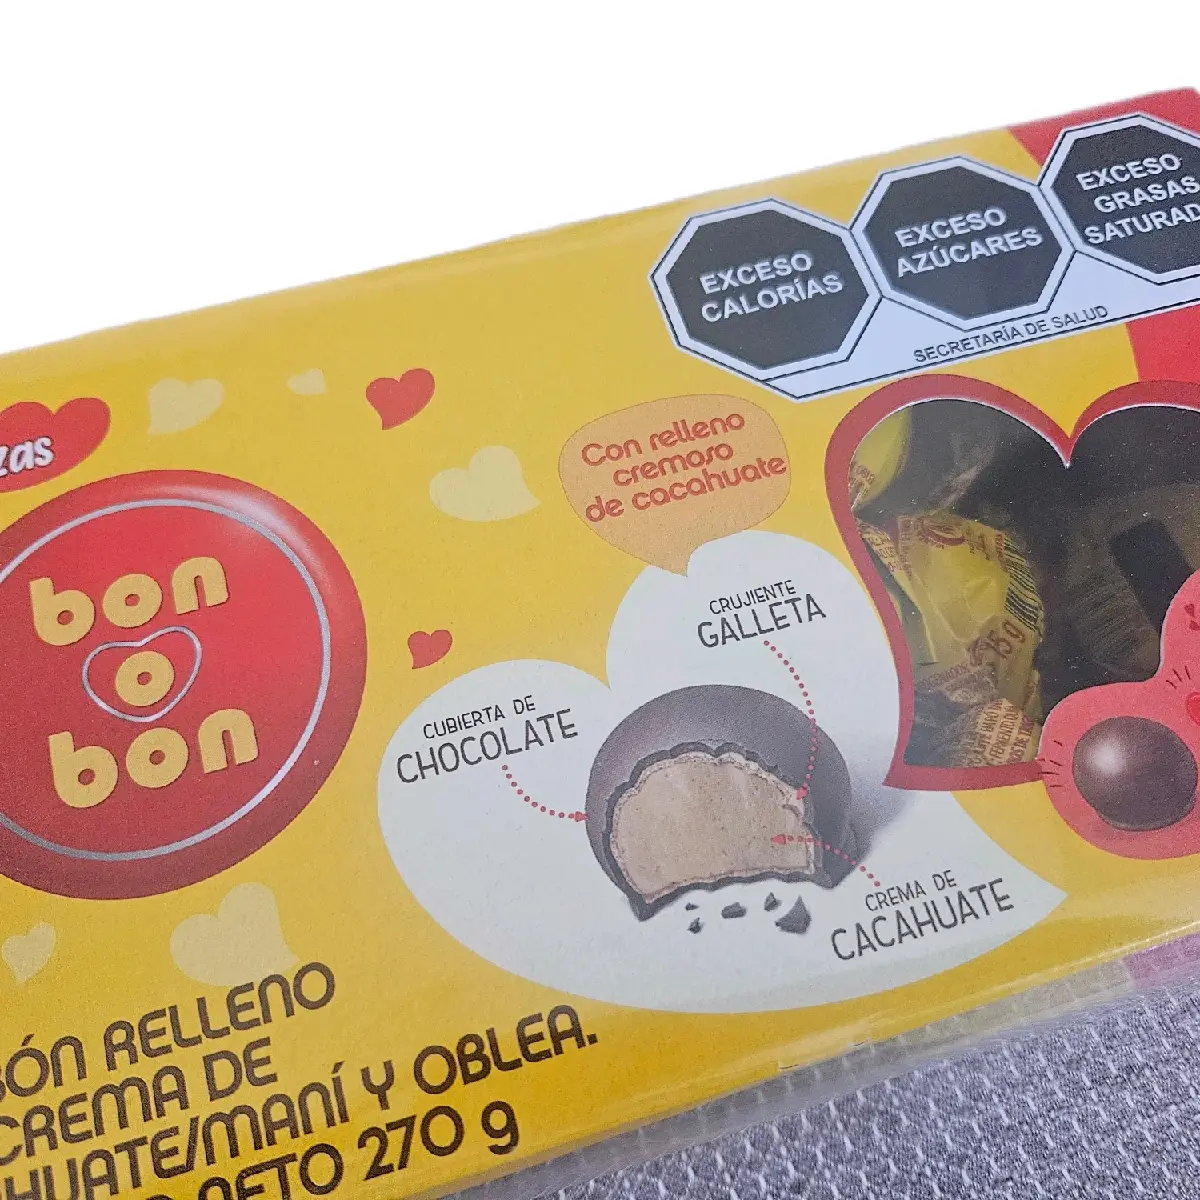 EXCESO
CALORÍAS
EXCESO
AZÚCARES
EXCESO
GRASAS
SATURAD
SECRETARÍA DE SALUD
zas
bon
o
bon
Con relleno
cremoso
de cacahuate
CRUJIENTE
GALLETA
CUBIERTA DE
CHOCOLATE
CREMA DE
CACAHUATE
15g
BÓN RELLENO
CREMA DE
HUATE/MANÍ Y OBLEA.
NETO 270 g